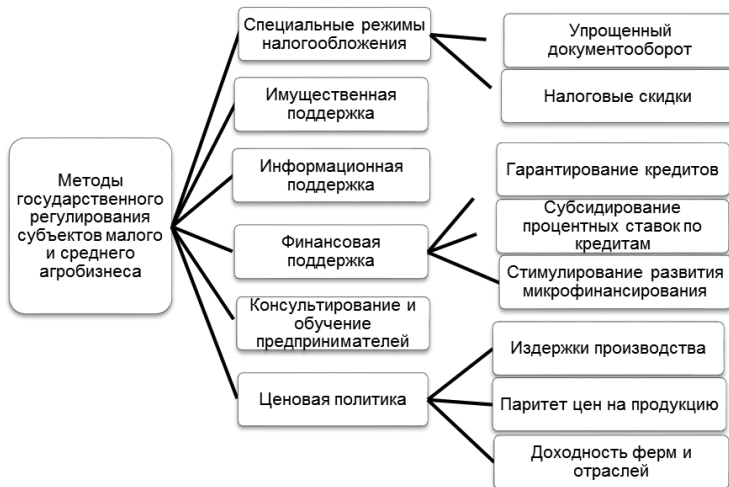 Методы
государственного
регулирования
субъектов малого
и среднего
агробизнеса
Специальные режимы
налогообложения
Имущественная
поддержка
Информационная
поддержка
Финансовая
поддержка
Консультирование и
обучение
предпринимателей
Ценовая политика
Упрощенный
документооборот
Налоговые скидки
Гарантирование кредитов
Субсидирование
процентных ставок по
кредитам
Стимулирование развития
микрофинансирования
Издержки производства
Паритет цен на продукцию
Доходность ферм и
отраслей